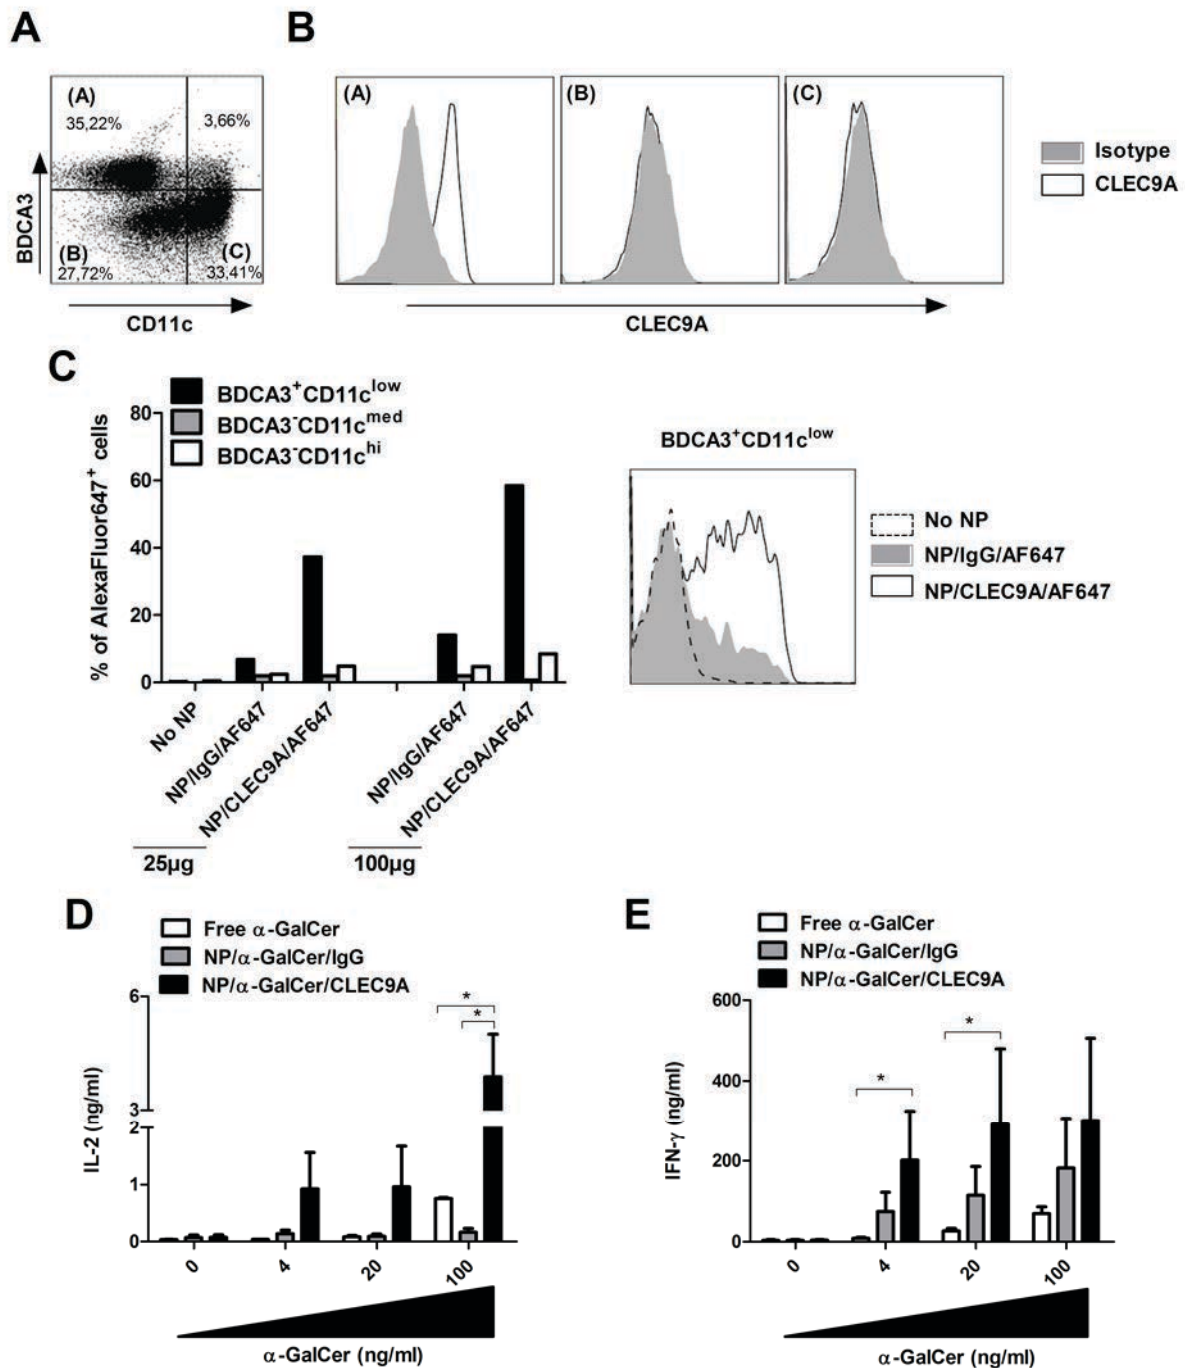 A
(A)
35,22%
3,66%
(B)
27,72%
(C)
33,41%
BDCA3
CD11c
B
(A)
(B)
(C)
Isotype
CLEC9A
CLEC9A
C
BDCA3+CD11clow
BDCA3-CD11cmed
BDCA3-CD11chi
% of AlexaFluor647+ cells
80
60
40
20
0
No NP
NP/IgG/AF647
NP/CLEC9A/AF647
NP/IgG/AF647
NP/CLEC9A/AF647
25µg
100µg
BDCA3+CD11clow
No NP
NP/IgG/AF647
NP/CLEC9A/AF647
D
Free α-GalCer
NP/α-GalCer/IgG
NP/α-GalCer/CLEC9A
IL-2 (ng/ml)
6
3
2
1
0
*
*
0
4
20
100
α-GalCer (ng/ml)
E
Free α-GalCer
NP/α-GalCer/IgG
NP/α-GalCer/CLEC9A
IFN-γ (ng/ml)
600
400
200
0
*
*
0
4
20
100
α-GalCer (ng/ml)